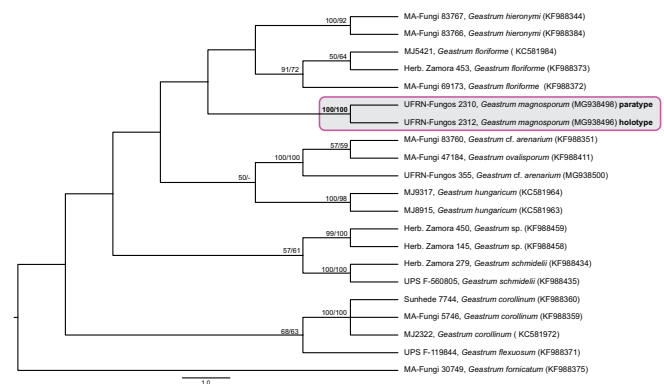 100/92
MA-Fungi 83767, Geastrum hieronymi (KF988344)
MA-Fungi 83766, Geastrum hieronymi (KF988384)
50/64
MJ5421, Geastrum floriforme ( KC581984)
91/72
Herb. Zamora 453, Geastrum floriforme (KF988373)
MA-Fungi 69173, Geastrum floriforme (KF988372)
100/100
UFRN-Fungos 2310, Geastrum magnosporum (MG938498) paratype
UFRN-Fungos 2312, Geastrum magnosporum (MG938496) holotype
57/59
MA-Fungi 83760, Geastrum cf. arenarium (KF988351)
100/100
MA-Fungi 47184, Geastrum ovalisporum (KF988411)
50/-
UFRN-Fungos 355, Geastrum cf. arenarium (MG938500)
100/98
MJ9317, Geastrum hungaricum (KC581964)
MJ8915, Geastrum hungaricum (KC581963)
99/100
Herb. Zamora 450, Geastrum sp. (KF988459)
57/61
Herb. Zamora 145, Geastrum sp. (KF988458)
100/100
Herb. Zamora 279, Geastrum schmidelii (KF988434)
UPS F-560805, Geastrum schmidelii (KF988435)
Sunhede 7744, Geastrum corollinum (KF988360)
100/100
MA-Fungi 5746, Geastrum corollinum (KF988359)
68/63
MJ2322, Geastrum corollinum ( KC581972)
UPS F-119844, Geastrum flexuosum (KF988371)
MA-Fungi 30749, Geastrum fornicatum (KF988375)
1.0